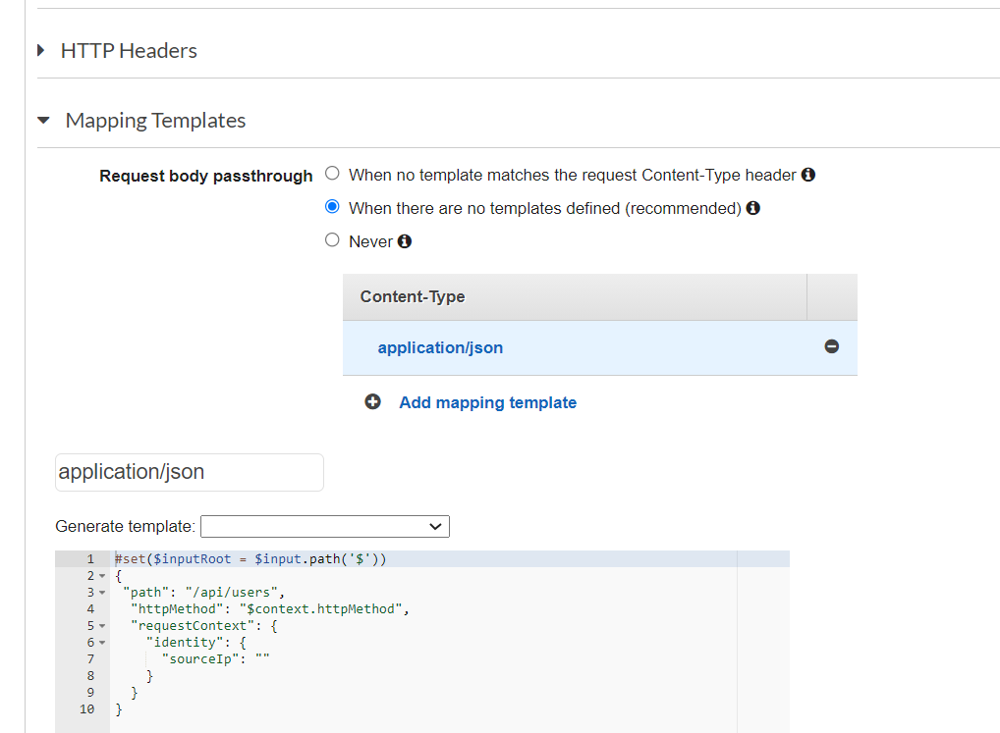 HTTP Headers
Mapping Templates
Request body passthrough
When no template matches the request Content-Type header
When there are no templates defined (recommended)
Never
Content-Type
application/json
Add mapping template
application/json
Generate template:
1 #set($inputRoot = $input.path('$'))
2 {
3 "path": "/api/users",
4 "httpMethod": "$context.httpMethod",
5 "requestContext": {
6 "identity": {
7 "sourceIp": ""
8 }
9 }
10 }